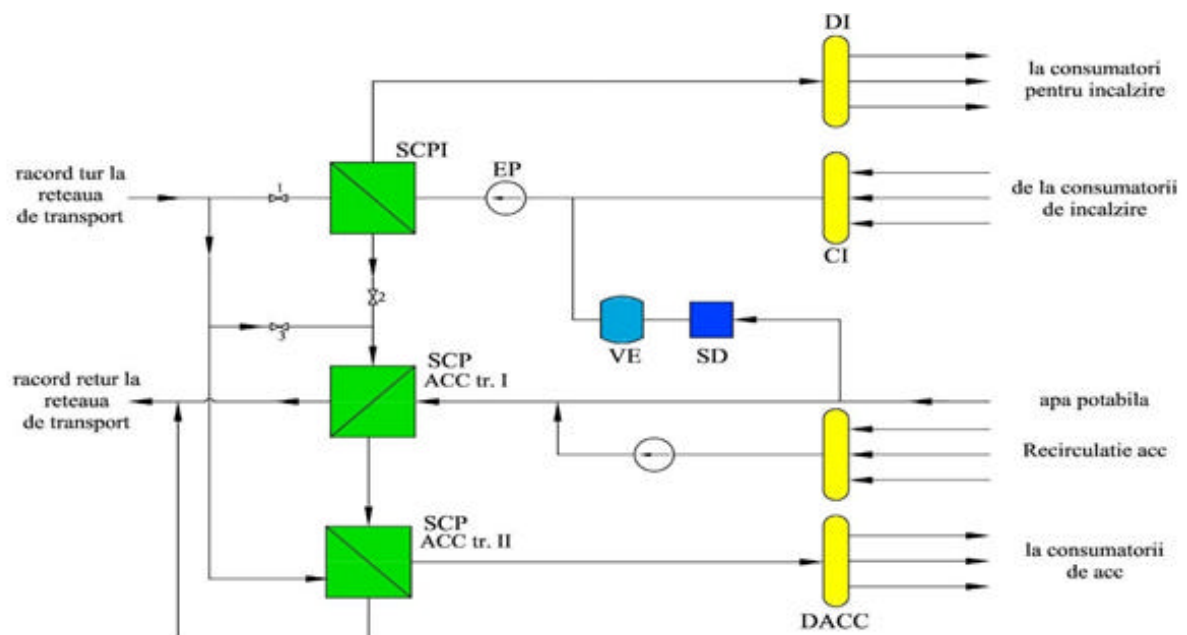 DI
la consumatori
pentru incalzire
SCPI
EP
racord tur la
reteaua
de transport
1
de la consumatorii
de incalzire
CI
2
3
VE
SD
SCP
ACC tr. I
racord retur la
reteaua
de transport
apa potabila
Recirculatie acc
SCP
ACC tr. II
la consumatorii
de acc
DACC